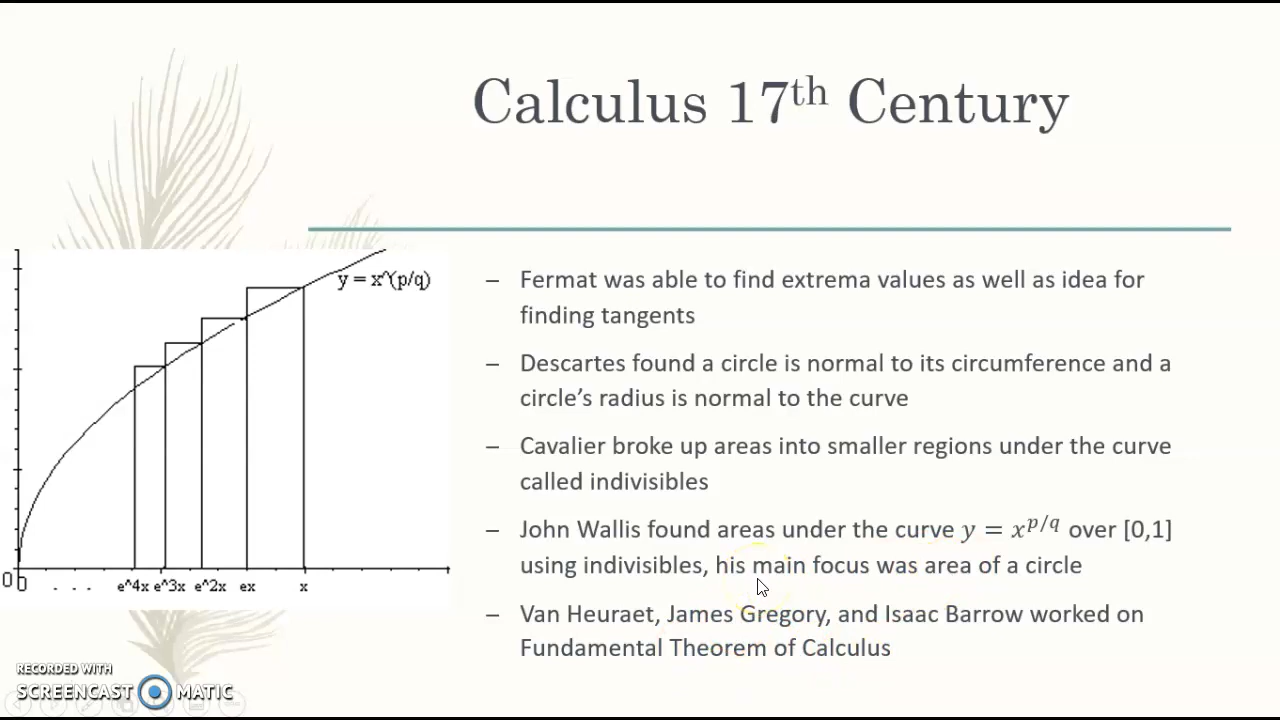 Calculus 17th Century
y = x^(p/q)
0
0 . . . e^4x e^3x e^2x ex x
– Fermat was able to find extrema values as well as idea for
finding tangents
– Descartes found a circle is normal to its circumference and a
circle’s radius is normal to the curve
– Cavalier broke up areas into smaller regions under the curve
called indivisibles
– John Wallis found areas under the curve y = x^{p/q} over [0,1]
using indivisibles, his main focus was area of a circle
– Van Heuraet, James Gregory, and Isaac Barrow worked on
Fundamental Theorem of Calculus
RECORDED WITH
SCREENCAST MATIC